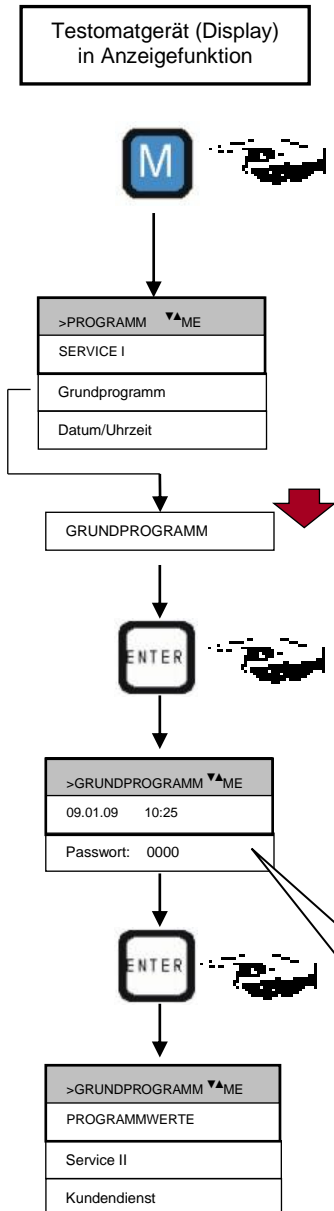 Testomatgerät (Display)
in Anzeigefunktion
M
>PROGRAMM ▼▲ME
SERVICE I
Grundprogramm
Datum/Uhrzeit
GRUNDPROGRAMM
ENTER
>GRUNDPROGRAMM ▼▲ME
09.01.09 10:25
Passwort: 0000
ENTER
>GRUNDPROGRAMM ▼▲ME
PROGRAMMWERTE
Service II
Kundendienst